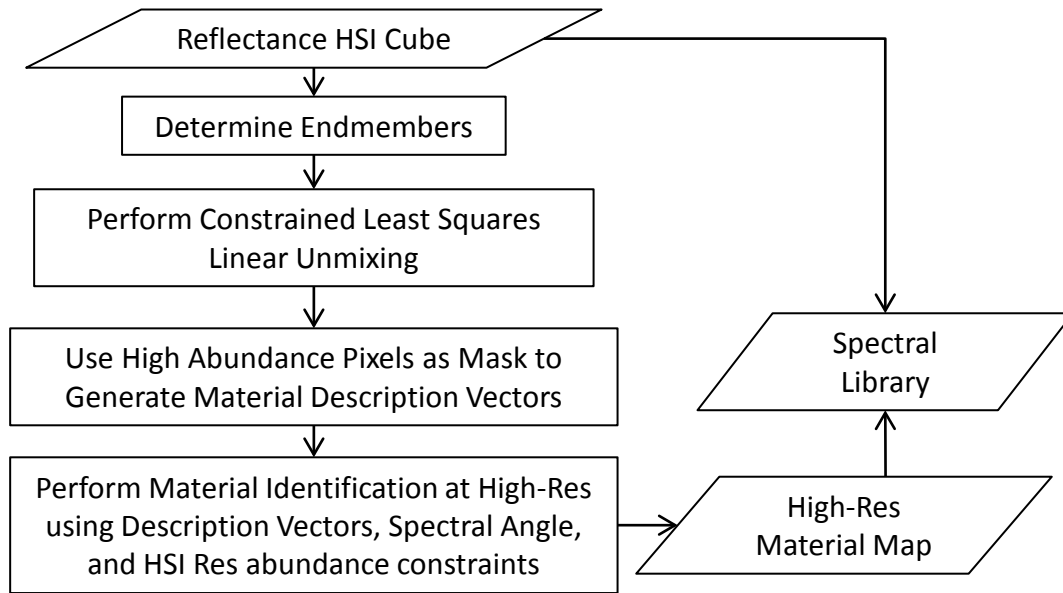 Reflectance HSI Cube
Determine Endmembers
Perform Constrained Least Squares
Linear Unmixing
Use High Abundance Pixels as Mask to
Generate Material Description Vectors
Perform Material Identification at High-Res
using Description Vectors, Spectral Angle,
and HSI Res abundance constraints
High-Res
Material Map
Spectral
Library